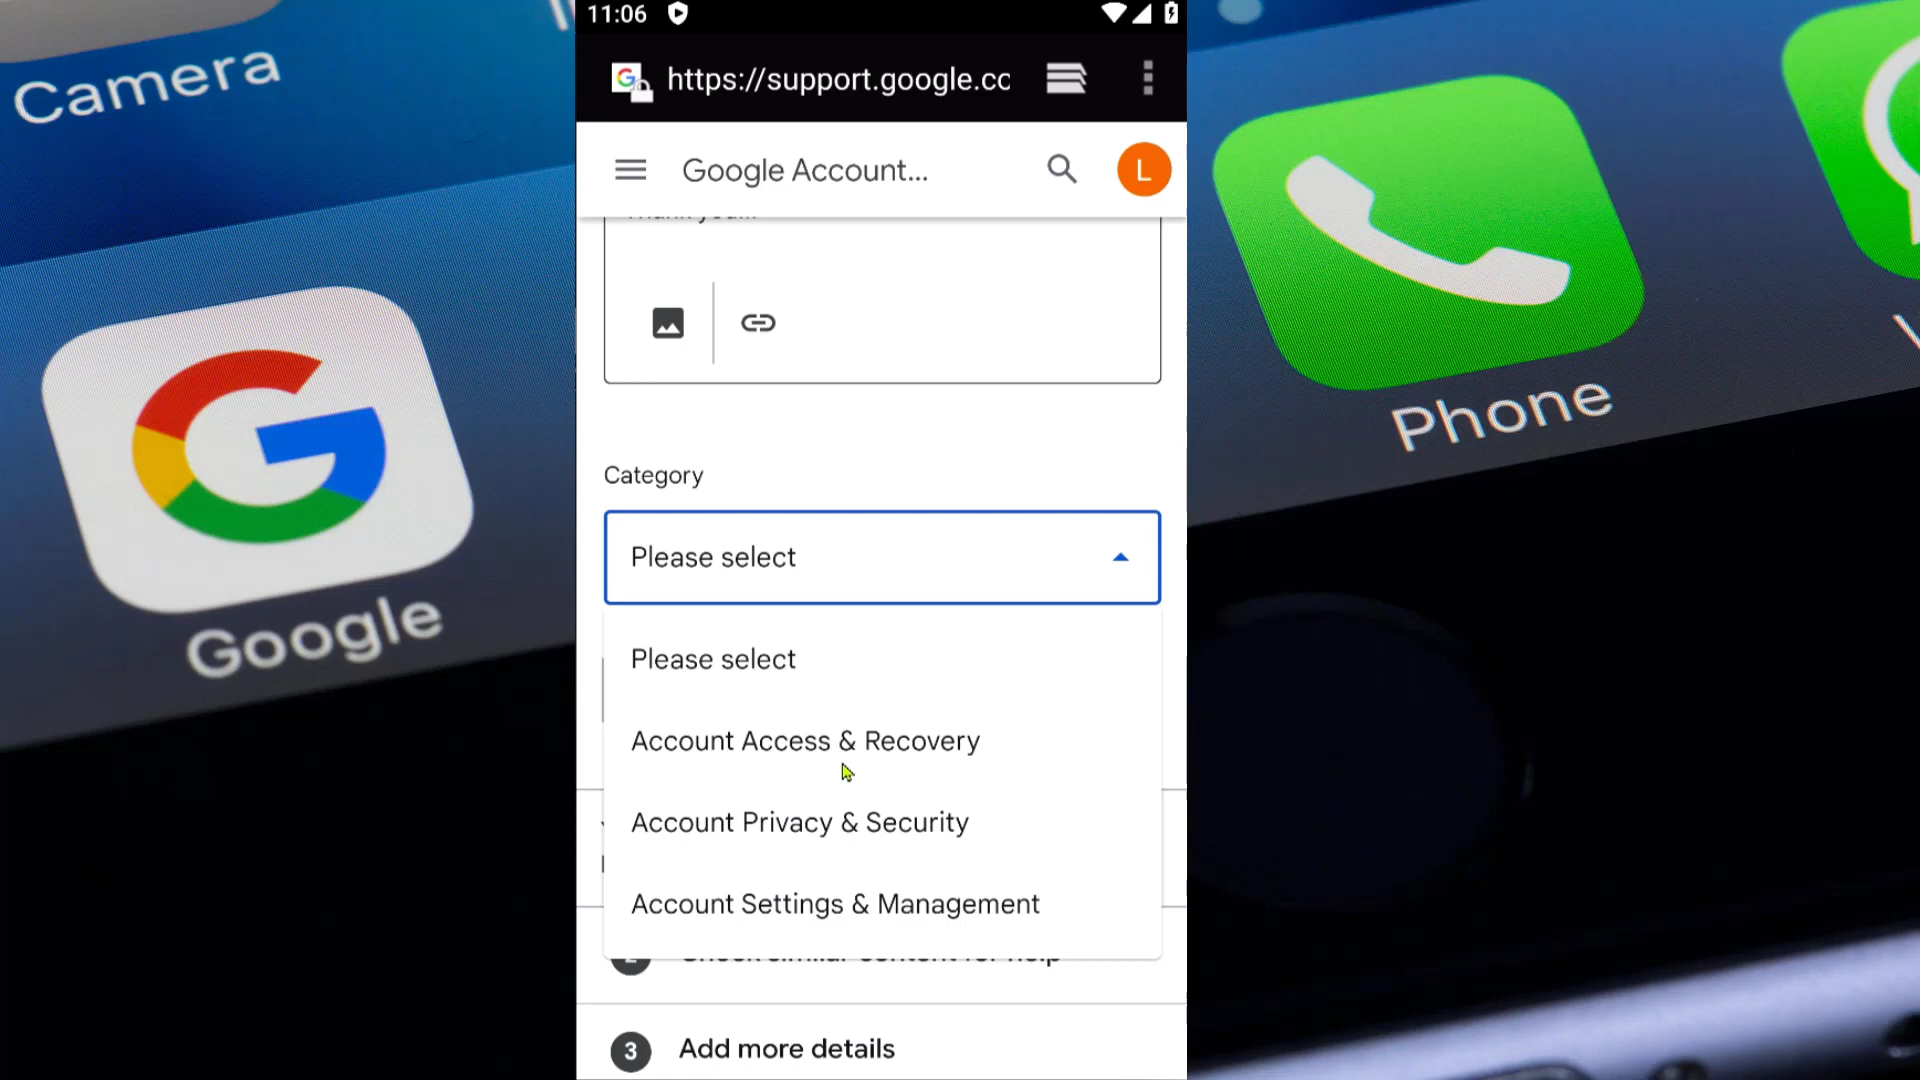 Camera
Google
11:06
https://support.google.cc
Google Account...
L
Category
Please select
Please select
Account Access & Recovery
Account Privacy & Security
Account Settings & Management
3 Add more details
Phone